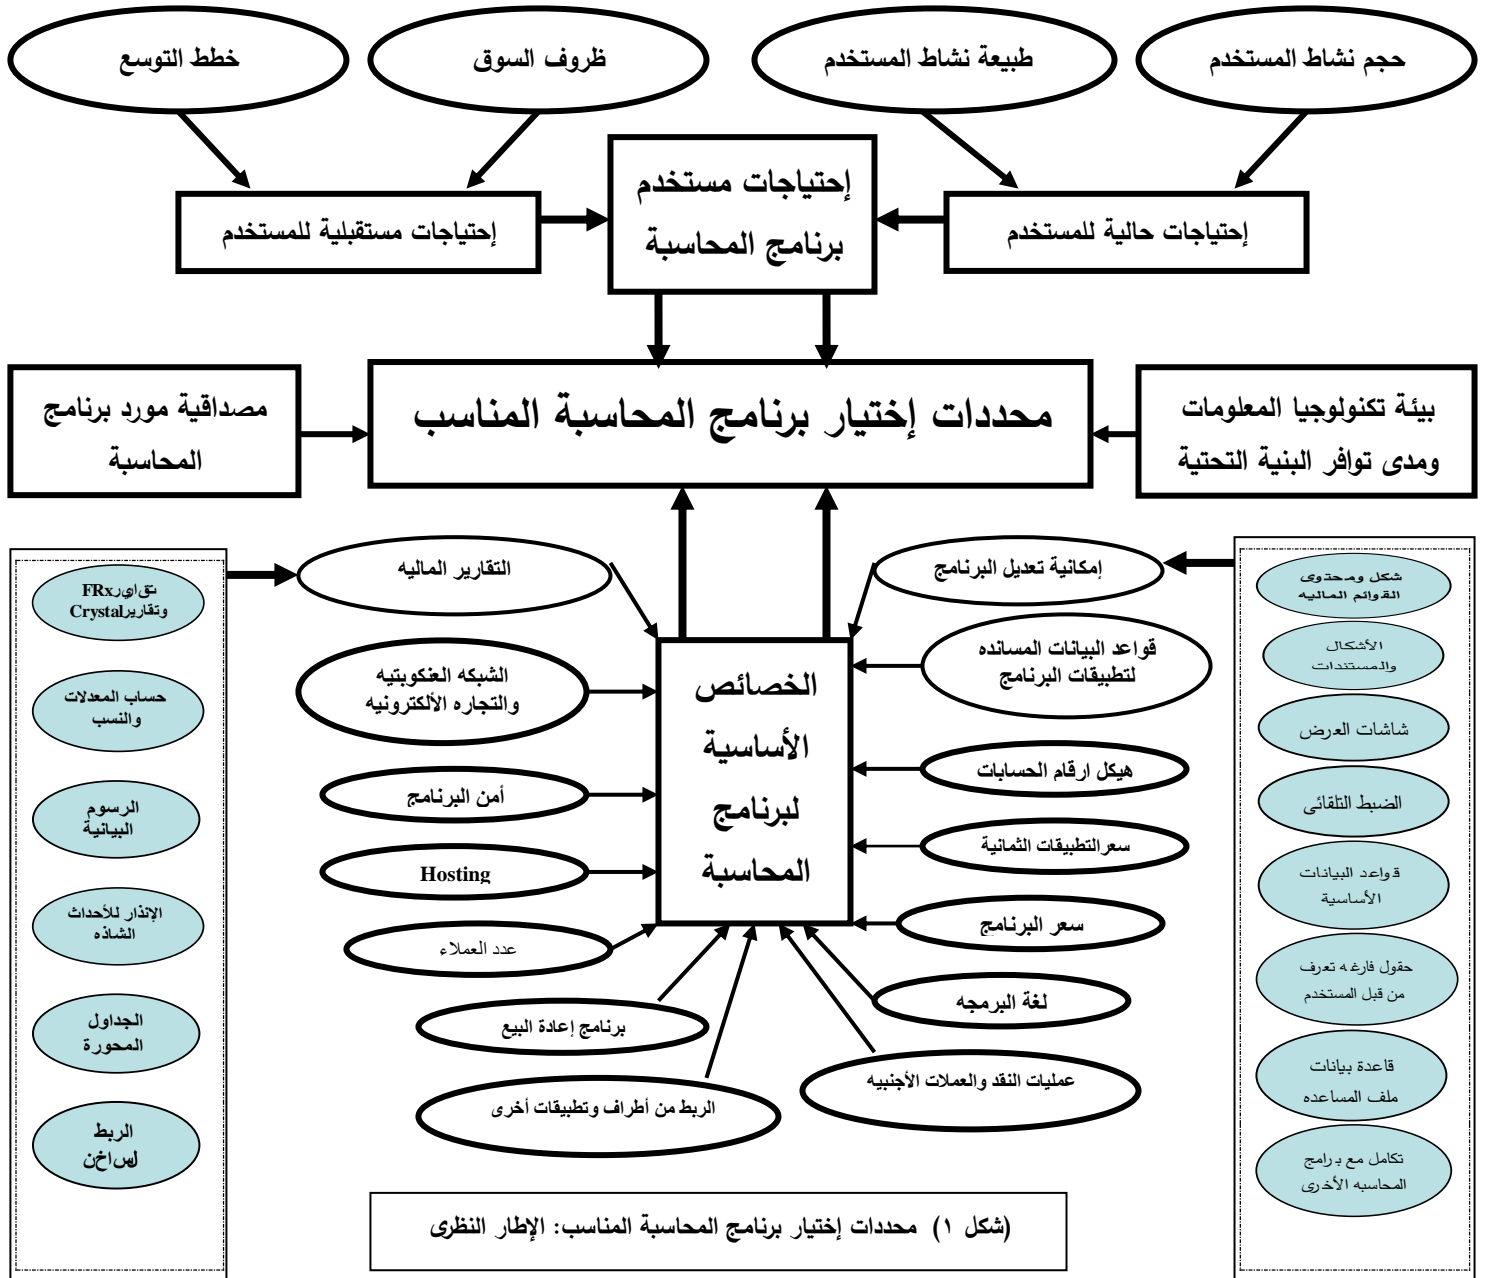 حجم نشاط المستخدم
طبيعة نشاط المستخدم
ظروف السوق
خطط التوسع
إحتياجات مستخدم
برنامج المحاسبة
إحتياجات حالية للمستخدم
إحتياجات مستقبلية للمستخدم
بيئة تكنولوجيا المعلومات
ومدى توافر البنية التحتية
محددات إختيار برنامج المحاسبة المناسب
مصداقية مورد برنامج
المحاسبة
شكل ومحتوى
القوائم الماليه
الأشكال
والمستندات
شاشات العرض
الضبط التلقائى
قواعد البيانات
الأساسية
حقول فارغه تعرف
من قبل المستخدم
قاعدة بيانات
ملف المساعده
تكامل مع برامج
المحاسبه الأخرى
إمكانية تعديل البرنامج
قواعد البيانات المسانده
لتطبيقات البرنامج
هيكل ارقام الحسابات
سعرالتطبيقات الثمانية
سعر البرنامج
لغة البرمجه
عمليات النقد والعملات الأجنبيه
الخصائص
الأساسية
لبرنامج
المحاسبة
التقارير الماليه
الشبكه العنكوبتيه
والتجاره الألكترونيه
أمن البرنامج
Hosting
عدد العملاء
برنامج إعادة البيع
الربط من أطراف وتطبيقات أخرى
FRx
وتقاريرCrystal
حساب المعدلات
والنسب
الرسوم
البيانية
الإنذار للأحداث
الشاذه
الجداول
المحورة
الربط
(شكل ١) محددات إختيار برنامج المحاسبة المناسب: الإطار النظرى